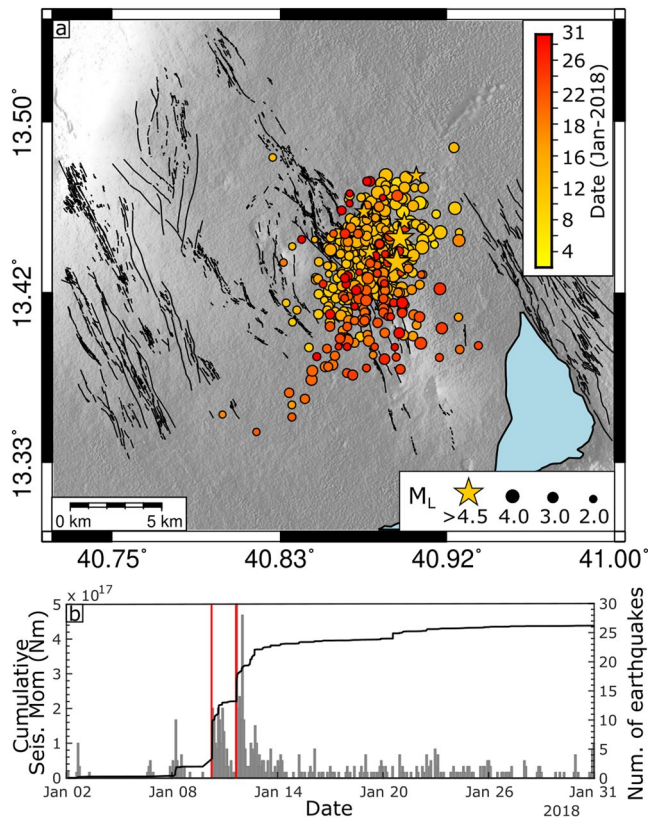 a
31
26
22
18
12
8
4
Date (Jan-2018)
13.50
13.42
13.33
M_L
>4.5 4.0 3.0 2.0
0 km 5 km
40.75° 40.83° 40.92° 41.00°
x 10^17
b
Cumulative
Seis. Mom (Nm)
5
4
3
2
1
0
30
25
20
15
10
5
0
Num. of earthquakes
Jan 02 Jan 08 Jan 14 Jan 20 Jan 26 Jan 31
Date
2018